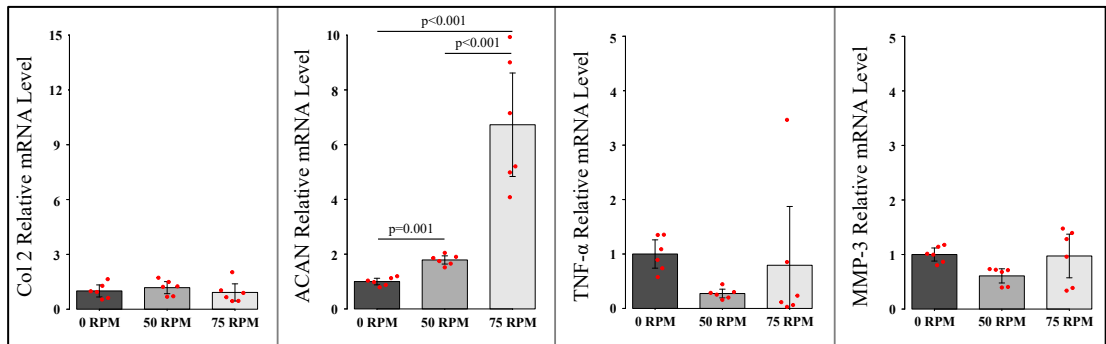 Col 2 Relative mRNA Level
15
12
9
6
3
0
0 RPM 50 RPM 75 RPM
ACAN Relative mRNA Level
10
8
6
4
2
0
p<0.001
p<0.001
p=0.001
0 RPM 50 RPM 75 RPM
TNF-α Relative mRNA Level
5
4
3
2
1
0
0 RPM 50 RPM 75 RPM
MMP-3 Relative mRNA Level
5
4
3
2
1
0
0 RPM 50 RPM 75 RPM